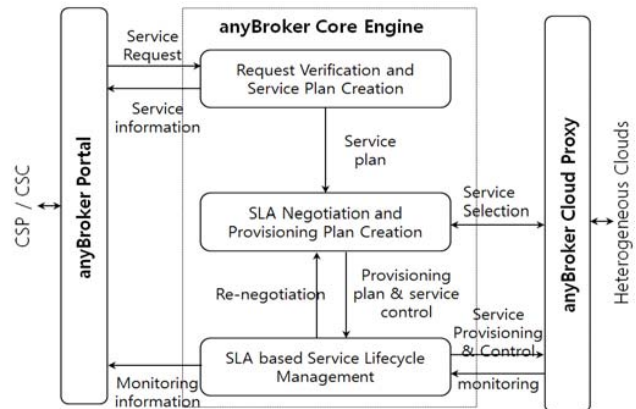 anyBroker Core Engine
Service
Request
Request Verification and
Service Plan Creation
Service
information
Service
plan
CSP / CSC
anyBroker Portal
SLA Negotiation and
Provisioning Plan Creation
Service
Selection
anyBroker Cloud Proxy
Heterogeneous Clouds
Re-negotiation
Provisioning
plan & service
control
Service
Provisioning
& Control
SLA based Service Lifecycle
Management
Monitoring
information
monitoring